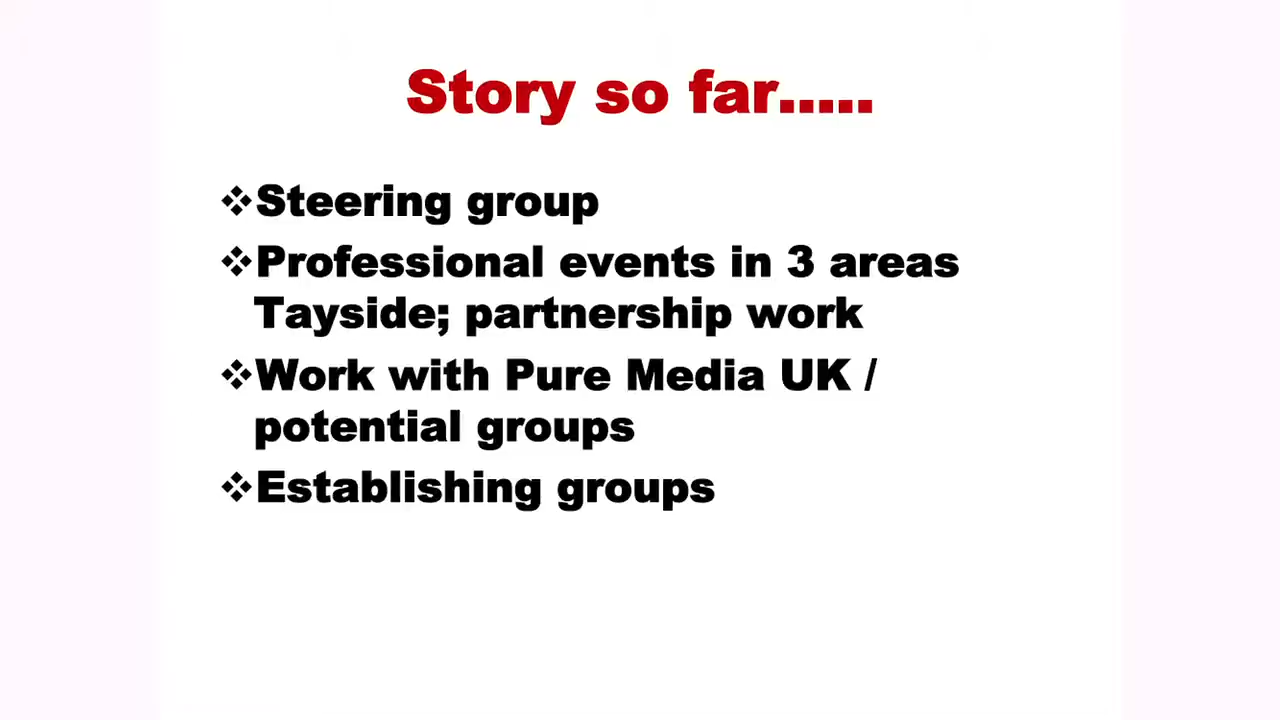 Story so far.....
❖Steering group
❖Professional events in 3 areas
Tayside; partnership work
❖Work with Pure Media UK /
potential groups
❖Establishing groups